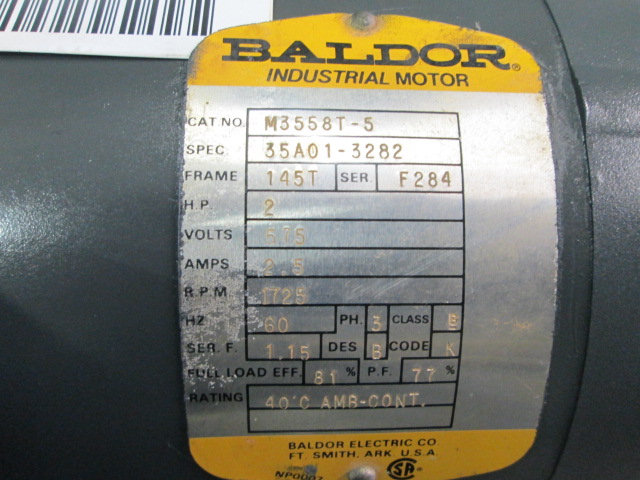 BALDOR®
INDUSTRIAL MOTOR
CAT NO. M3558T-5
SPEC. 35A01-3282
FRAME 145T SER. F284
H.P. 2
VOLTS 575
AMPS 2.5
R.P.M 1725
HZ 60 PH. 3 CLASS B
SER. F. 1.15 DES B CODE K
FULL LOAD EFF. 81 % P.F. 77 %
RATING 40°C AMB-CONT.
BALDOR ELECTRIC CO
FT. SMITH, ARK. U.S.A.
NP0007